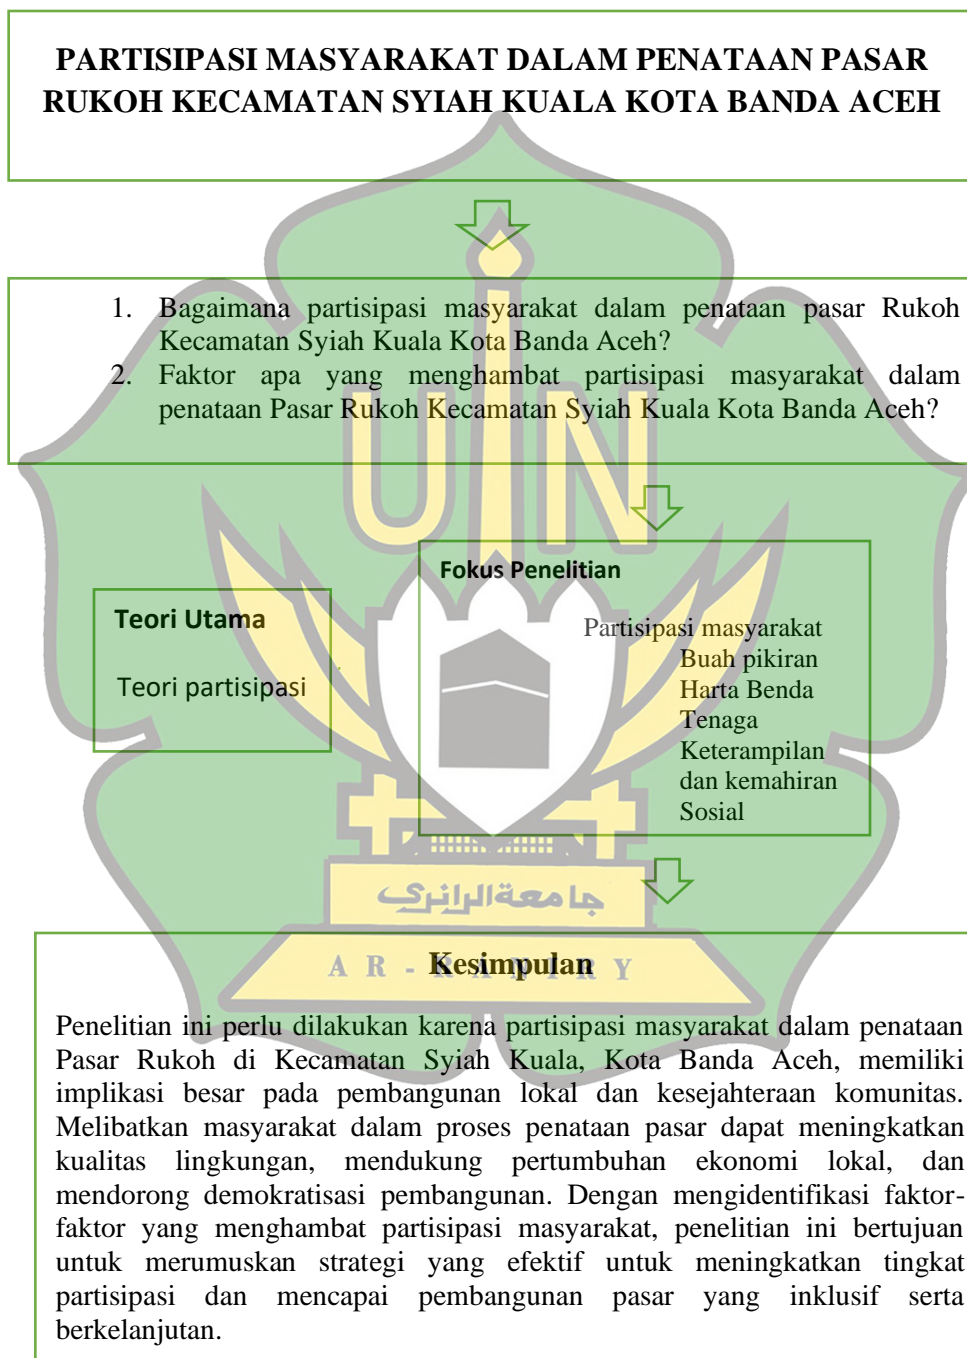 PARTISIPASI MASYARAKAT DALAM PENATAAN PASAR
RUKOH KECAMATAN SYIAH KUALA KOTA BANDA ACEH
1. Bagaimana partisipasi masyarakat dalam penataan pasar Rukoh
Kecamatan Syiah Kuala Kota Banda Aceh?
2. Faktor apa yang menghambat partisipasi masyarakat dalam
penataan Pasar Rukoh Kecamatan Syiah Kuala Kota Banda Aceh?
UIN
Teori Utama
Teori partisipasi
Fokus Penelitian
Partisipasi masyarakat
Buah pikiran
Harta Benda
Tenaga
Keterampilan
dan kemahiran
Sosial
جامعة الرانري
AR - RANIRY
Kesimpulan
Penelitian ini perlu dilakukan karena partisipasi masyarakat dalam penataan
Pasar Rukoh di Kecamatan Syiah Kuala, Kota Banda Aceh, memiliki
implikasi besar pada pembangunan lokal dan kesejahteraan komunitas.
Melibatkan masyarakat dalam proses penataan pasar dapat meningkatkan
kualitas lingkungan, mendukung pertumbuhan ekonomi lokal, dan
mendorong demokratisasi pembangunan. Dengan mengidentifikasi faktor-
faktor yang menghambat partisipasi masyarakat, penelitian ini bertujuan
untuk merumuskan strategi yang efektif untuk meningkatkan tingkat
partisipasi dan mencapai pembangunan pasar yang inklusif serta
berkelanjutan.